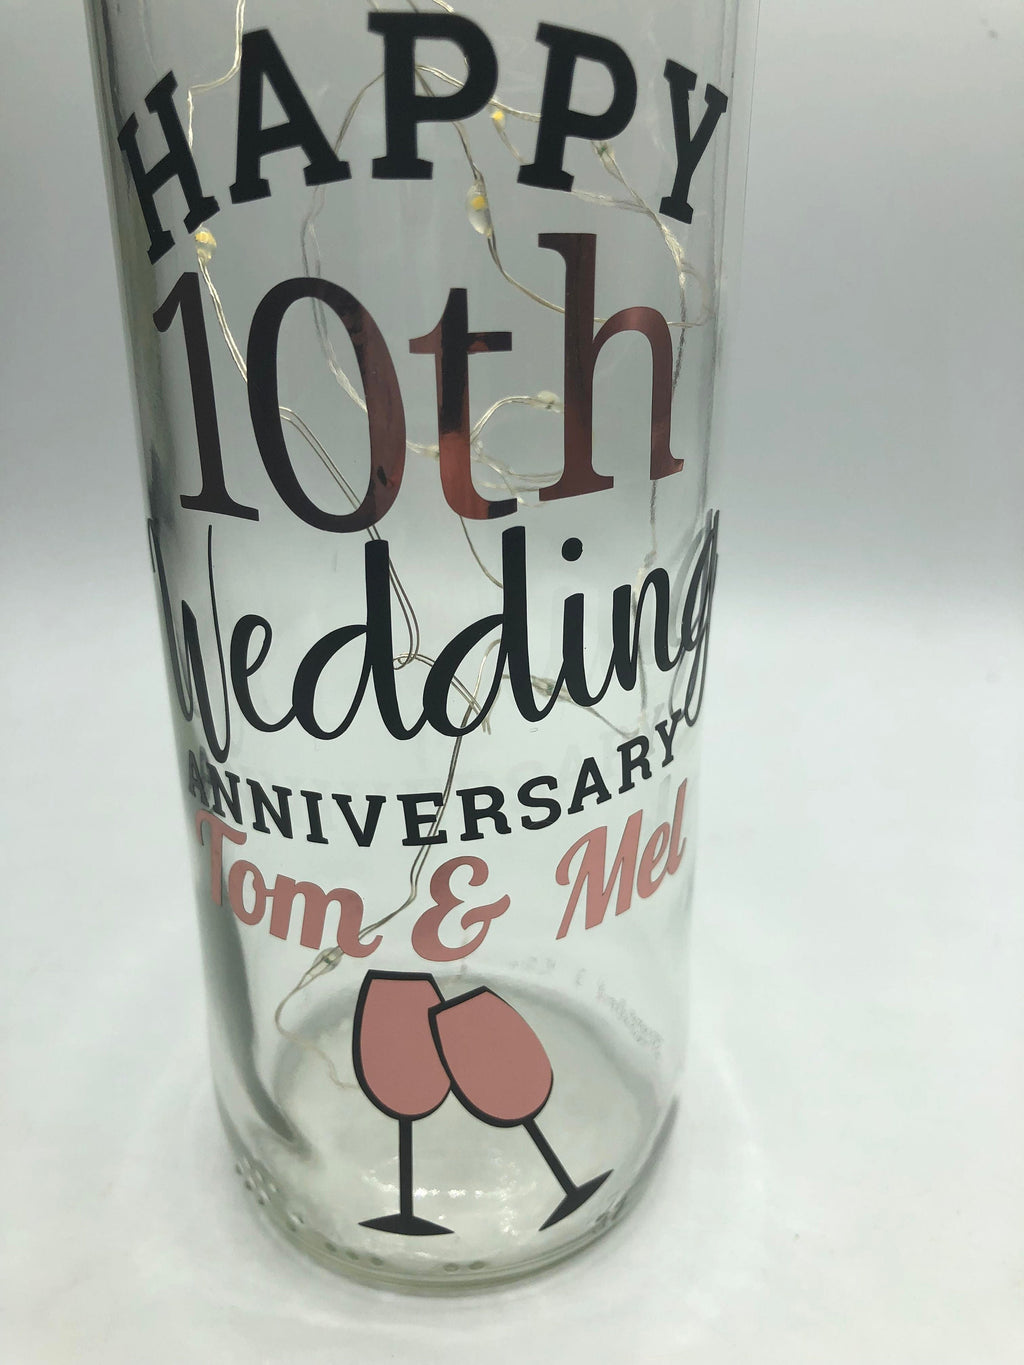 HAPPY
10th
Wedding
ANNIVERSARY
Tom & Mel